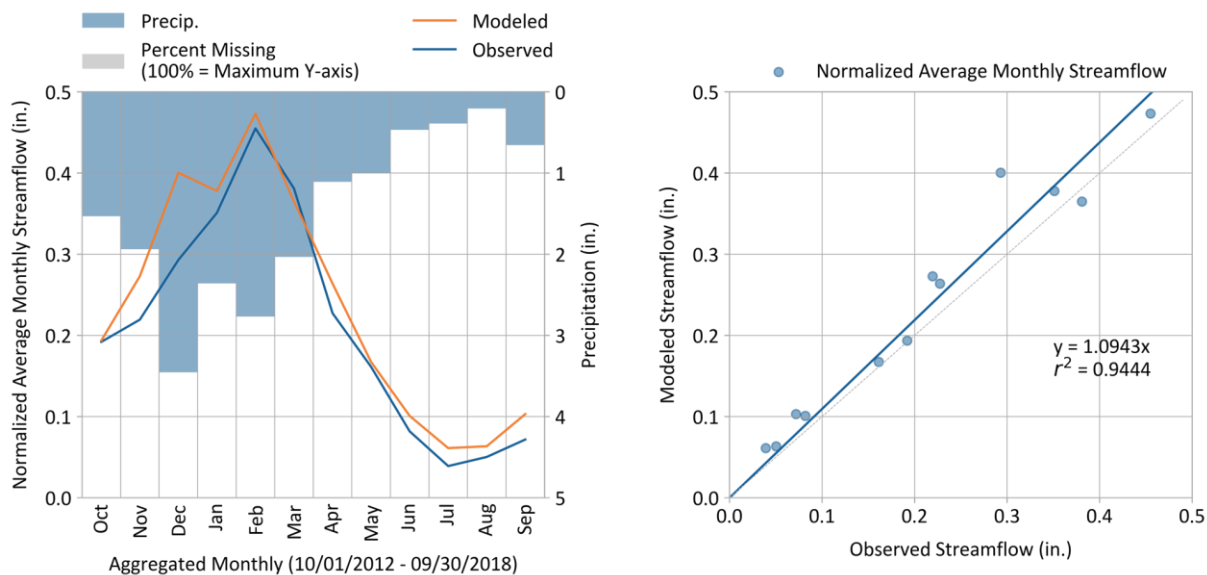 Precip.
Percent Missing
(100% = Maximum Y-axis)
Modeled
Observed
Normalized Average Monthly Streamflow (in.)
0.5
0.4
0.3
0.2
0.1
0.0
0
1
2
3
4
5
Precipitation (in.)
Oct
Nov
Dec
Jan
Feb
Mar
Apr
May
Jun
Jul
Aug
Sep
Aggregated Monthly (10/01/2012 - 09/30/2018)
Normalized Average Monthly Streamflow
Modeled Streamflow (in.)
0.5
0.4
0.3
0.2
0.1
0.0
y = 1.0943x
r² = 0.9444
0.0
0.1
0.2
0.3
0.4
0.5
Observed Streamflow (in.)